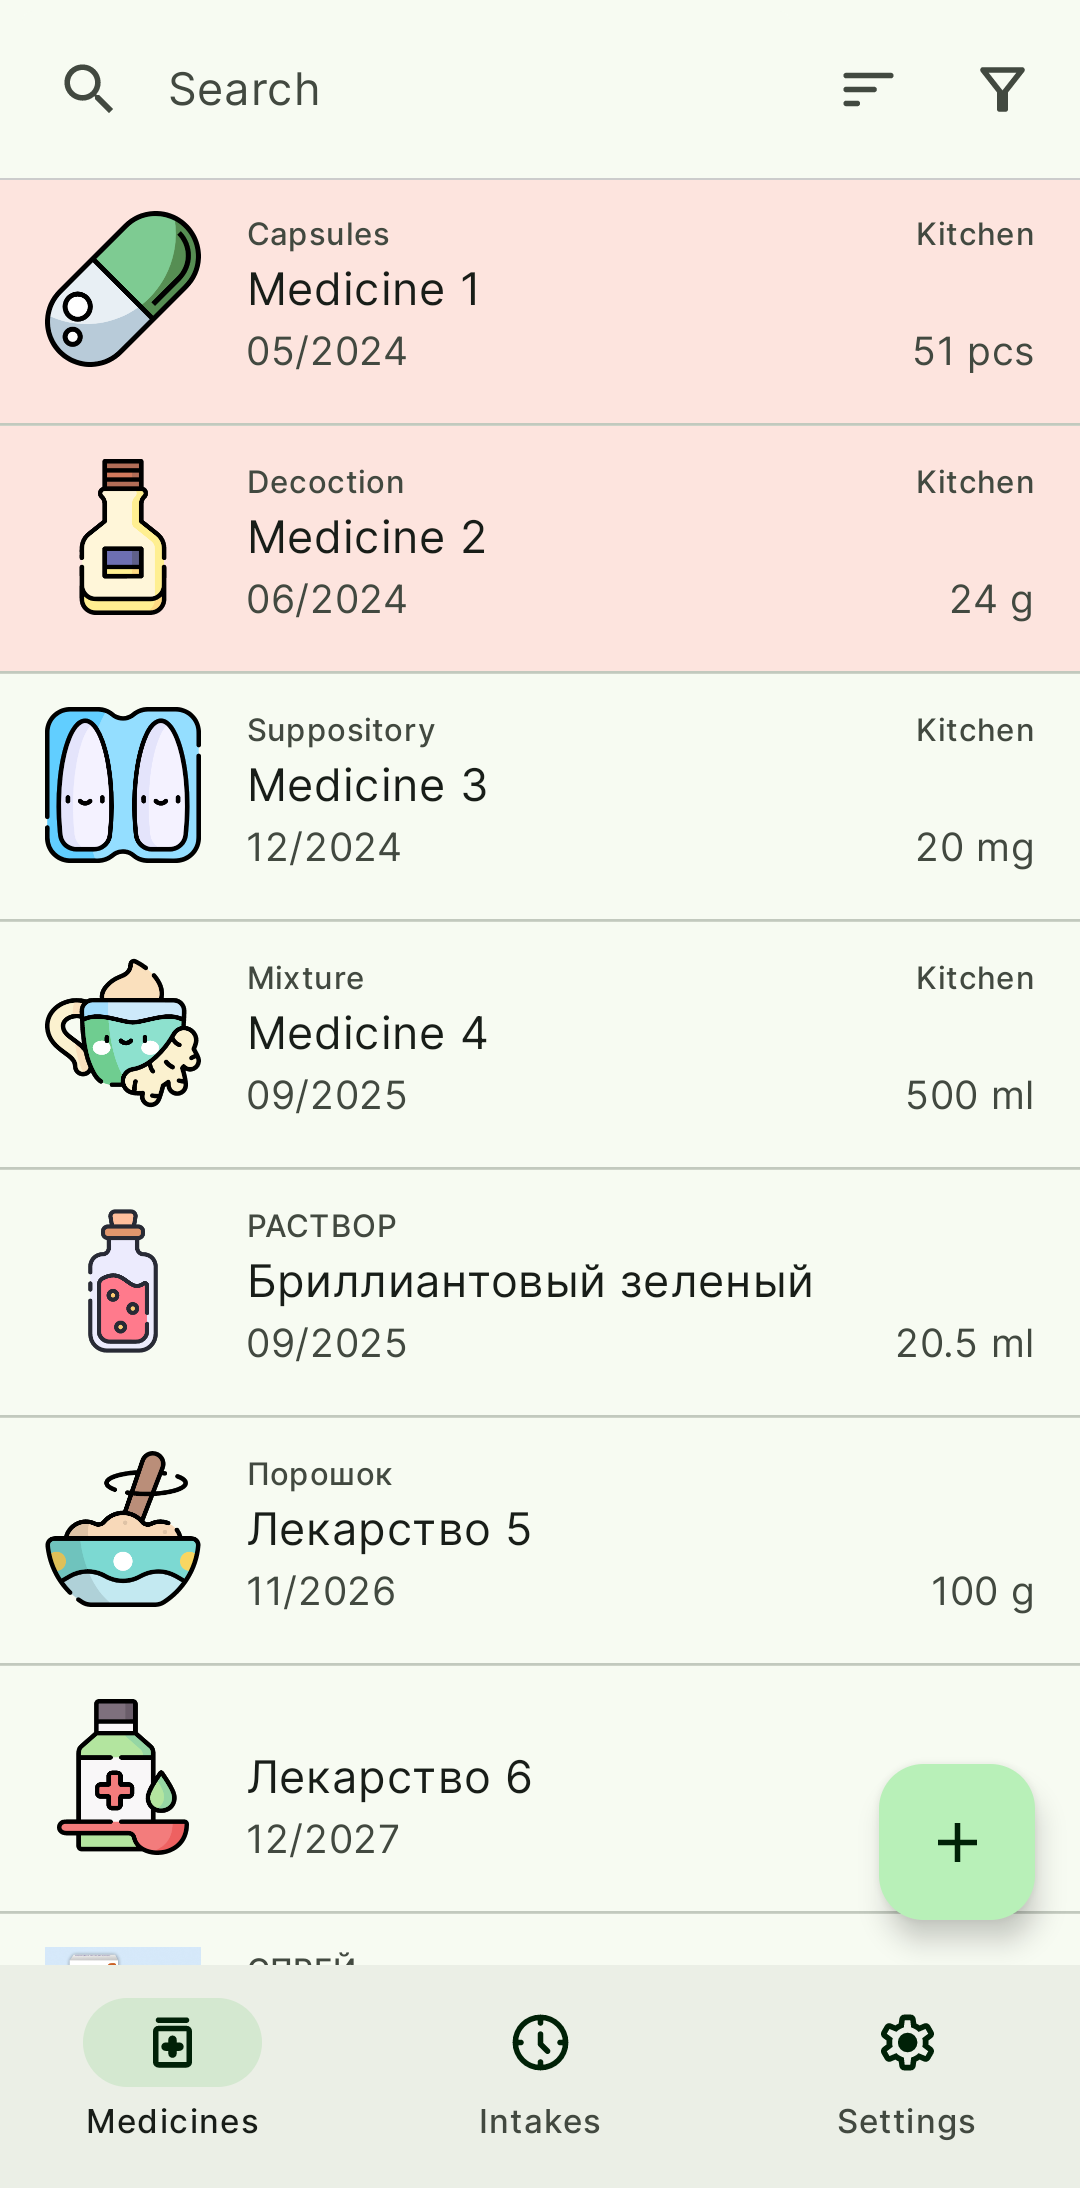 Search
Capsules
Kitchen
Medicine 1
05/2024
51 pcs
Decoction
Kitchen
Medicine 2
06/2024
24 g
Suppository
Kitchen
Medicine 3
12/2024
20 mg
Mixture
Kitchen
Medicine 4
09/2025
500 ml
РАСТВОР
Бриллиантовый зеленый
09/2025
20.5 ml
Порошок
Лекарство 5
11/2026
100 g
Лекарство 6
12/2027
СПРЕЙ
Medicines
Intakes
Settings